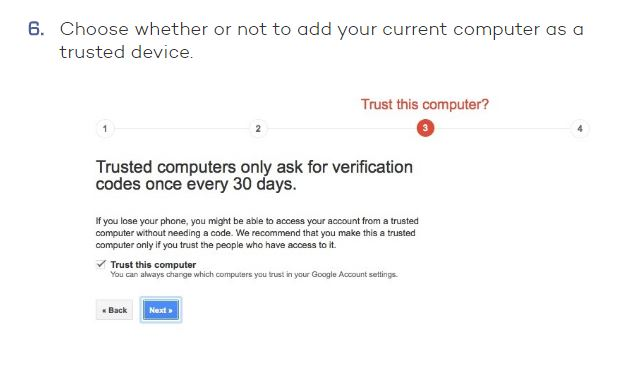 6. Choose whether or not to add your current computer as a
trusted device.
Trust this computer?
1 2 3 4
Trusted computers only ask for verification
codes once every 30 days.
If you lose your phone, you might be able to access your account from a trusted
computer without needing a code. We recommend that you make this a trusted
computer only if you trust the people who have access to it.
Trust this computer
You can always change which computers you trust in your Google Account settings.
« Back Next »